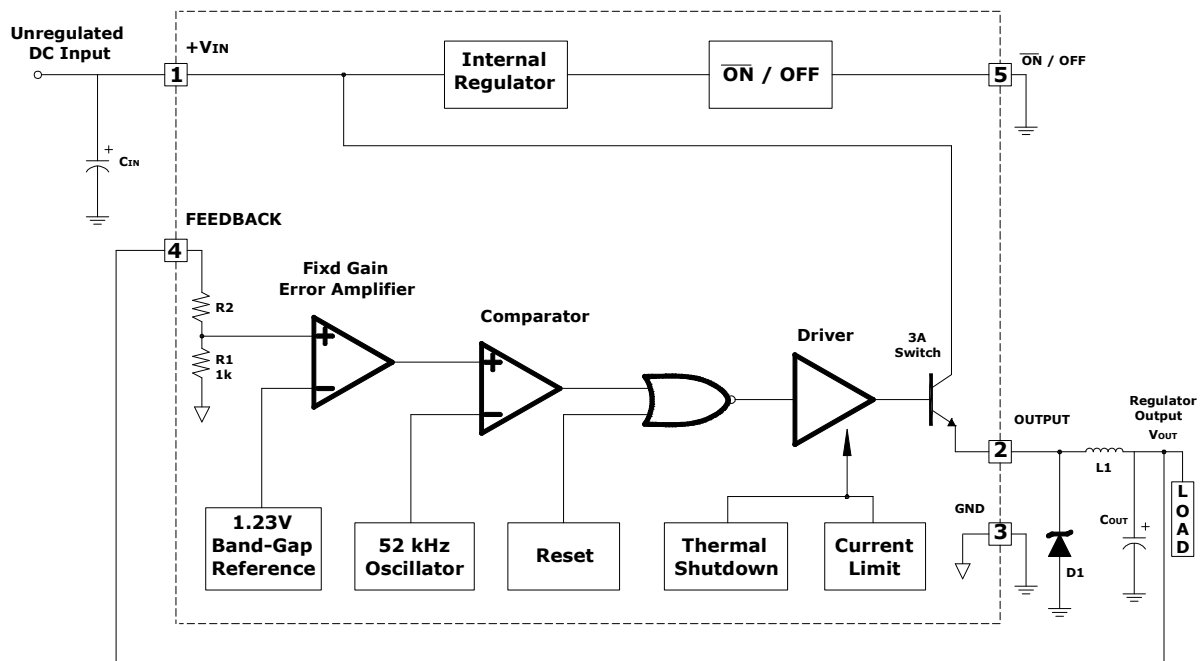 Unregulated
DC Input
+VIN
1
Internal
Regulator
ON / OFF
5
ON / OFF
+
CIN
FEEDBACK
4
R2
R1
1k
Fixd Gain
Error Amplifier
+
−
Comparator
+
−
Driver
3A
Switch
OUTPUT
2
Regulator
Output
VOUT
L1
LOAD
COUT
+
D1
GND
3
1.23V
Band-Gap
Reference
52 kHz
Oscillator
Reset
Thermal
Shutdown
Current
Limit